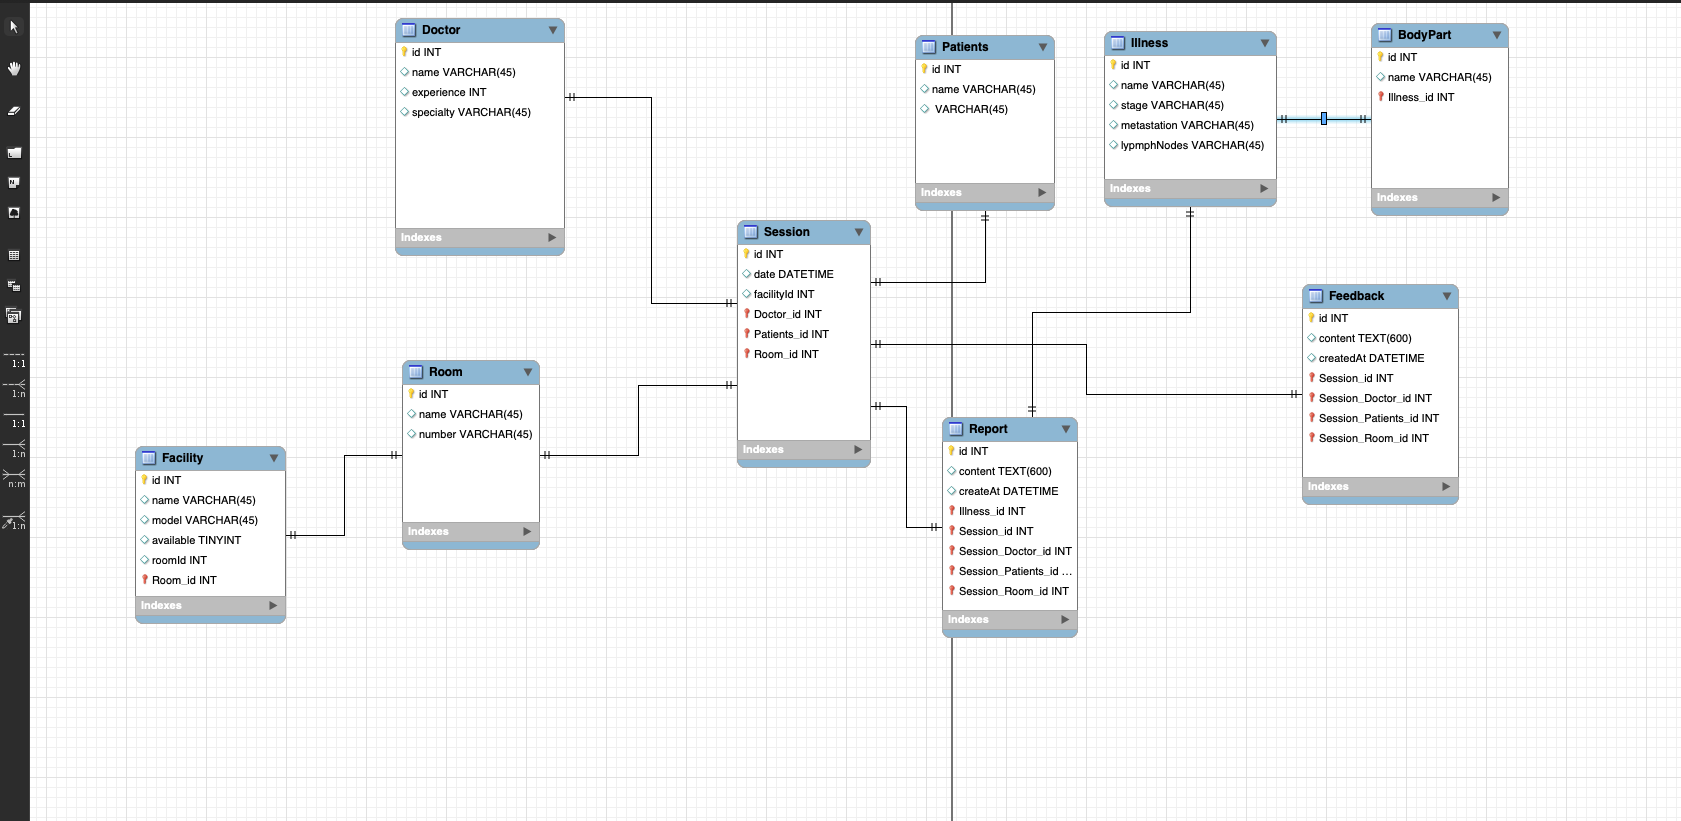 Doctor
id INT
name VARCHAR(45)
experience INT
specialty VARCHAR(45)
Indexes
Patients
id INT
name VARCHAR(45)
VARCHAR(45)
Indexes
Illness
id INT
name VARCHAR(45)
stage VARCHAR(45)
metastation VARCHAR(45)
lypmphNodes VARCHAR(45)
Indexes
BodyPart
id INT
name VARCHAR(45)
Illness_id INT
Indexes
Session
id INT
date DATETIME
facilityId INT
Doctor_id INT
Patients_id INT
Room_id INT
Indexes
Feedback
id INT
content TEXT(600)
createdAt DATETIME
Session_id INT
Session_Doctor_id INT
Session_Patients_id INT
Session_Room_id INT
Indexes
Room
id INT
name VARCHAR(45)
number VARCHAR(45)
Indexes
Facility
id INT
name VARCHAR(45)
model VARCHAR(45)
available TINYINT
roomId INT
Room_id INT
Indexes
Report
id INT
content TEXT(600)
createAt DATETIME
Illness_id INT
Session_id INT
Session_Doctor_id INT
Session_Patients_id ...
Session_Room_id INT
Indexes
1:1
1:n
1:1
1:n
n:m
1:n